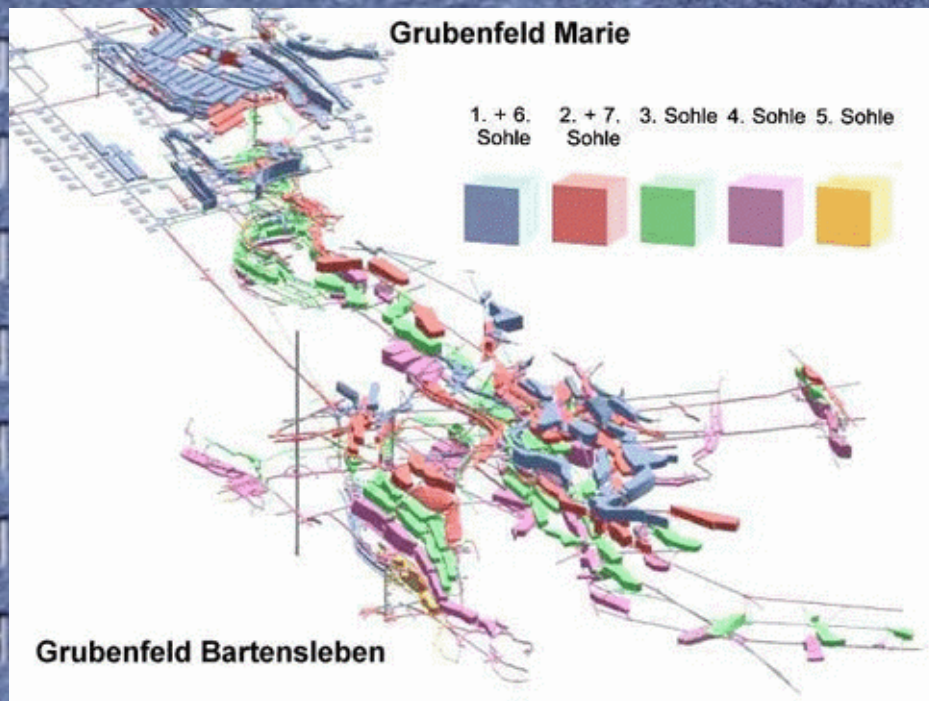 Grubenfeld Marie
1. + 6. 2. + 7. 3. Sohle 4. Sohle 5. Sohle
Sohle Sohle
Grubenfeld Bartensleben